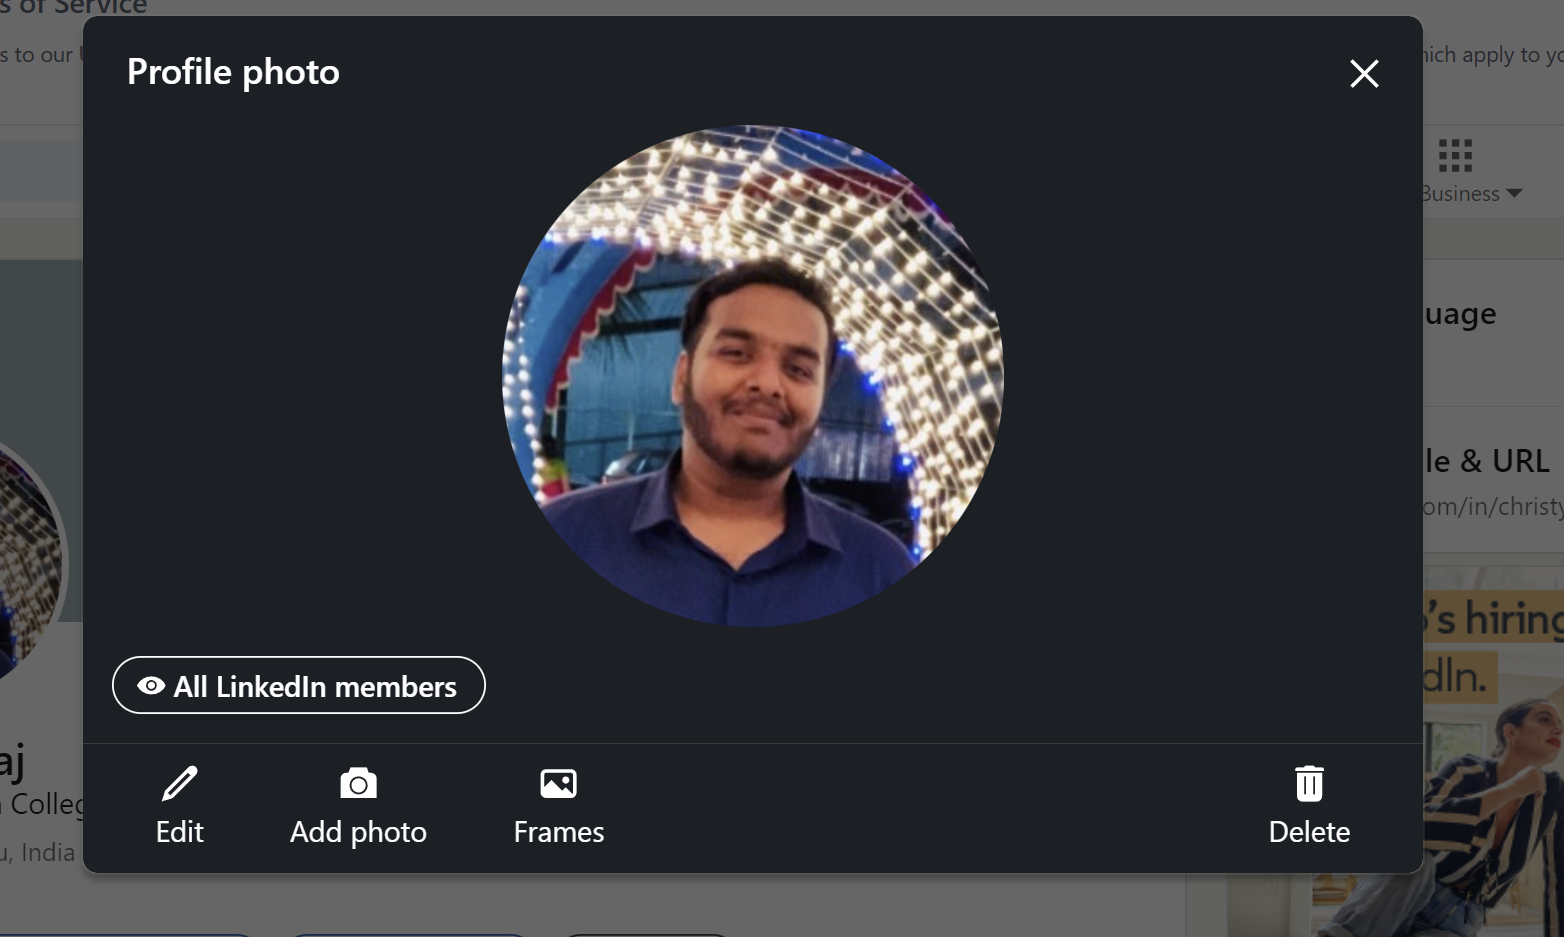 s of Service
s to our
hich apply to yo
Profile photo
Business
uage
le & URL
om/in/christy
's hiring
dIn.
All LinkedIn members
aj
Colleg
u, India
Edit
Add photo
Frames
Delete